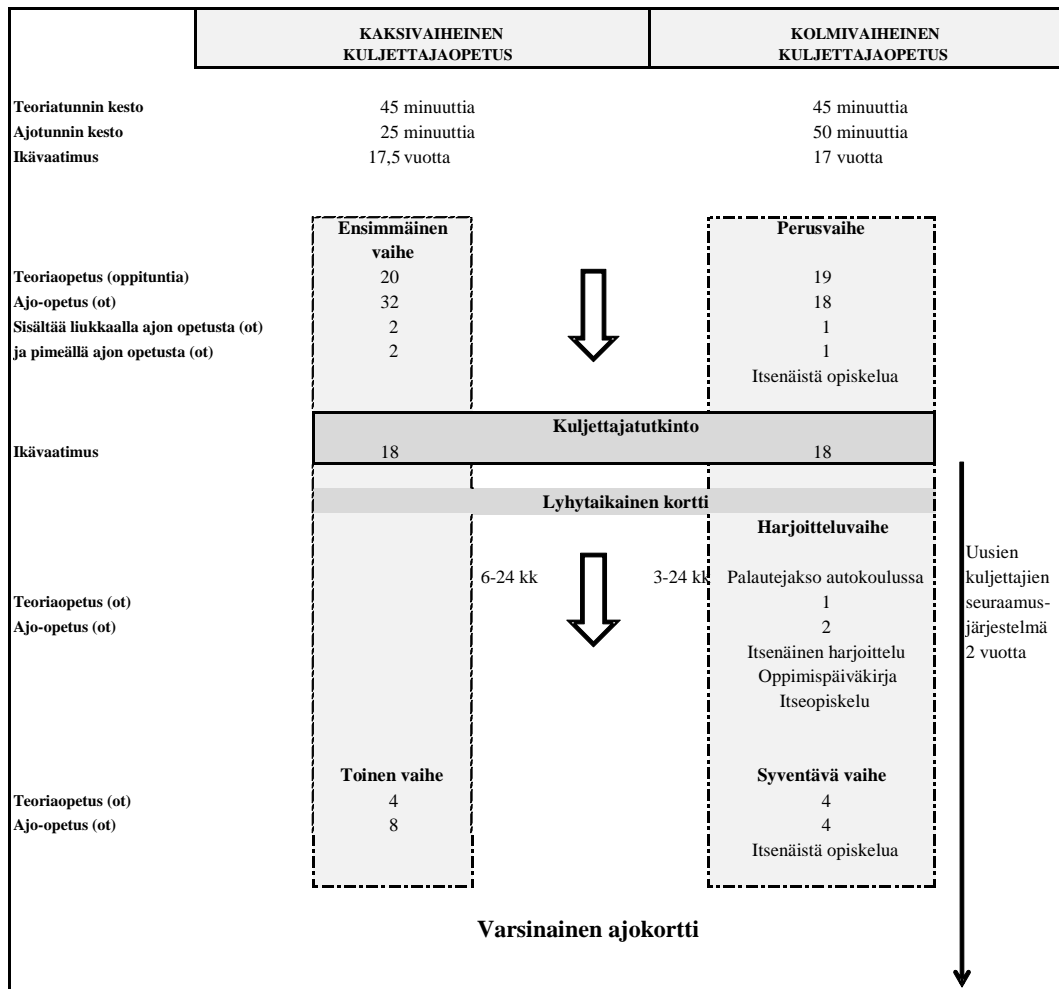 KAKSIVAIHEINEN KULJETTAJAOPETUS
KOLMIVAIHEINEN KULJETTAJAOPETUS
Teoriatunnin kesto 45 minuuttia 45 minuuttia
Ajotunnin kesto 25 minuuttia 50 minuuttia
Ikävaatimus 17,5 vuotta 17 vuotta
Ensimmäinen vaihe Perusvaihe
Teoriaopetus (oppituntia) 20 19
Ajo-opetus (ot) 32 18
Sisältää liukkaalla ajon opetusta (ot) 2 1
ja pimeällä ajon opetusta (ot) 2 1
Itsenäistä opiskelua
Kuljettajatutkinto
Ikävaatimus 18 18
Lyhytaikainen kortti
Harjoitteluvaihe
6-24 kk 3-24 kk Palautejakso autokoulussa
Teoriaopetus (ot) 1
Ajo-opetus (ot) 2
Itsenäinen harjoittelu
Oppimispäiväkirja
Itseopiskelu
Uusien
kuljettajien
seuraamus-
järjestelmä
2 vuotta
Toinen vaihe Syventävä vaihe
Teoriaopetus (ot) 4 4
Ajo-opetus (ot) 8 4
Itsenäistä opiskelua
Varsinainen ajokortti